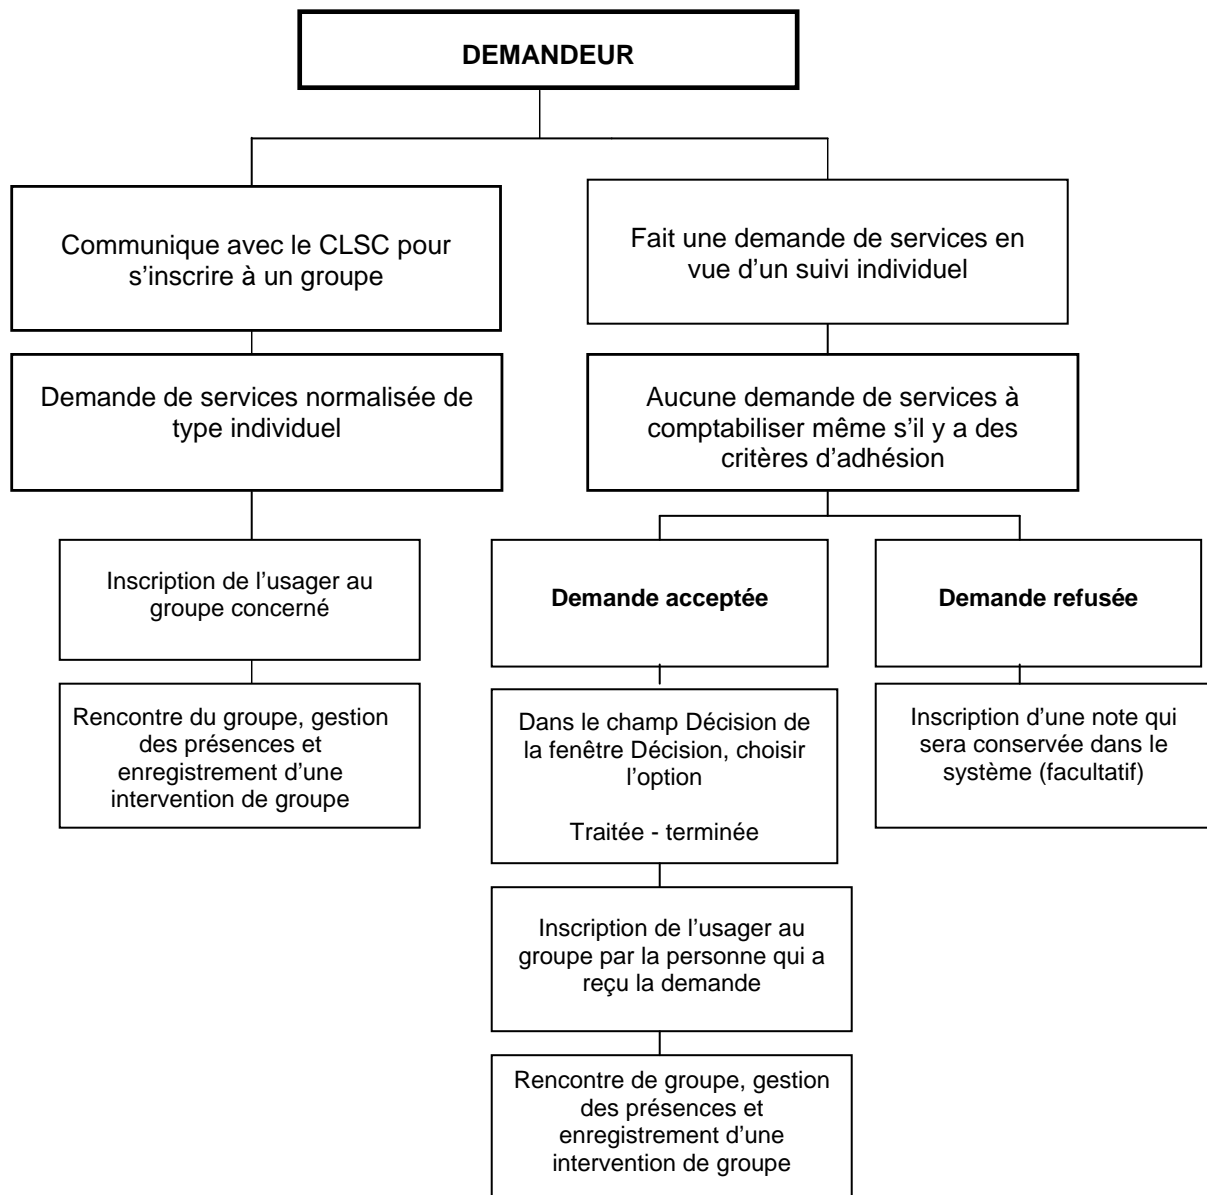 DEMANDEUR
Communique avec le CLSC pour
s'inscrire à un groupe
Fait une demande de services en
vue d'un suivi individuel
Demande de services normalisée de
type individuel
Aucune demande de services à
comptabiliser même s'il y a des
critères d'adhésion
Inscription de l'usager au
groupe concerné
Demande acceptée
Demande refusée
Rencontre du groupe, gestion
des présences et
enregistrement d'une
intervention de groupe
Dans le champ Décision de
la fenêtre Décision, choisir
l'option
Traitée - terminée
Inscription d'une note qui
sera conservée dans le
système (facultatif)
Inscription de l'usager au
groupe par la personne qui a
reçu la demande
Rencontre de groupe, gestion
des présences et
enregistrement d'une
intervention de groupe